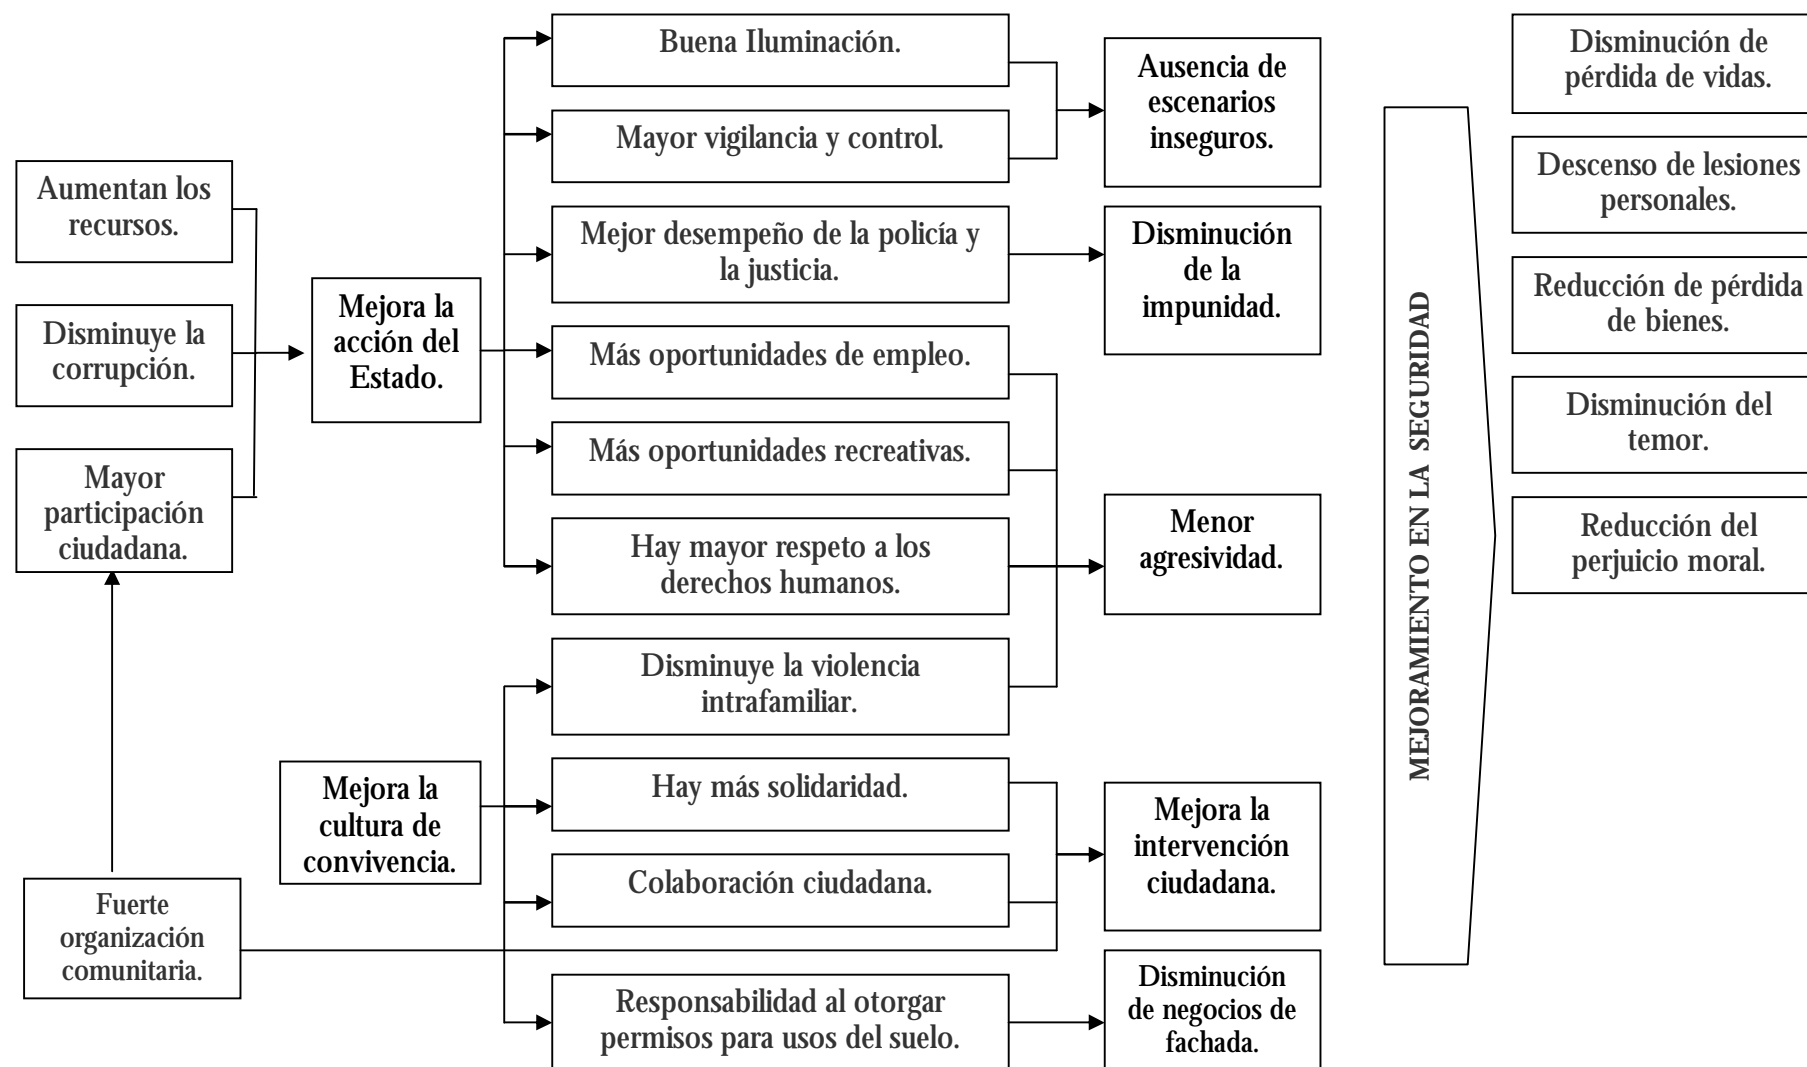 Aumentan los
recursos.
Disminuye la
corrupción.
Mayor
participación
ciudadana.
Fuerte
organización
comunitaria.
Mejora la
acción del
Estado.
Mejora la
cultura de
convivencia.
Buena Iluminación.
Mayor vigilancia y control.
Mejor desempeño de la policía y
la justicia.
Más oportunidades de empleo.
Más oportunidades recreativas.
Hay mayor respeto a los
derechos humanos.
Disminuye la violencia
intrafamiliar.
Hay más solidaridad.
Colaboración ciudadana.
Responsabilidad al otorgar
permisos para usos del suelo.
Ausencia de
escenarios
inseguros.
Disminución
de la
impunidad.
Menor
agresividad.
Mejora la
intervención
ciudadana.
Disminución
de negocios de
fachada.
MEJORAMIENTO EN LA SEGURIDAD
Disminución de
pérdida de vidas.
Descenso de lesiones
personales.
Reducción de pérdida
de bienes.
Disminución del
temor.
Reducción del
perjuicio moral.